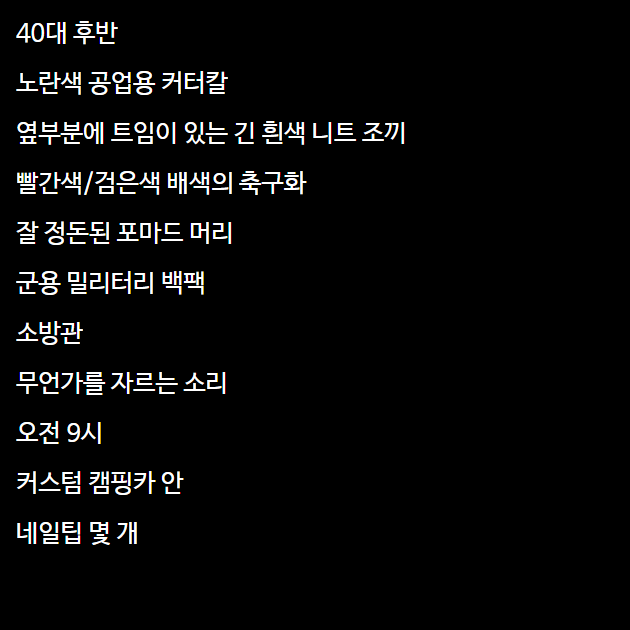 40대 후반
노란색 공업용 커터칼
옆부분에 트임이 있는 긴 흰색 니트 조끼
빨간색/검은색 배색의 축구화
잘 정돈된 포마드 머리
군용 밀리터리 백팩
소방관
무언가를 자르는 소리
오전 9시
커스텀 캠핑카 안
네일팁 몇 개